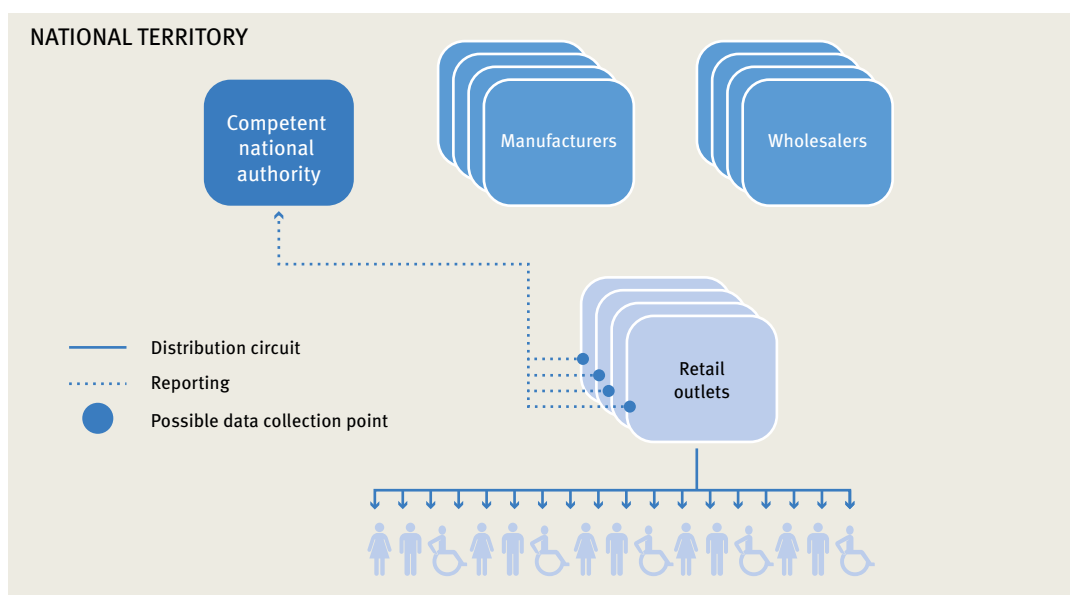 NATIONAL TERRITORY
Competent
national
authority
Manufacturers
Wholesalers
Retail
outlets
Distribution circuit
Reporting
Possible data collection point